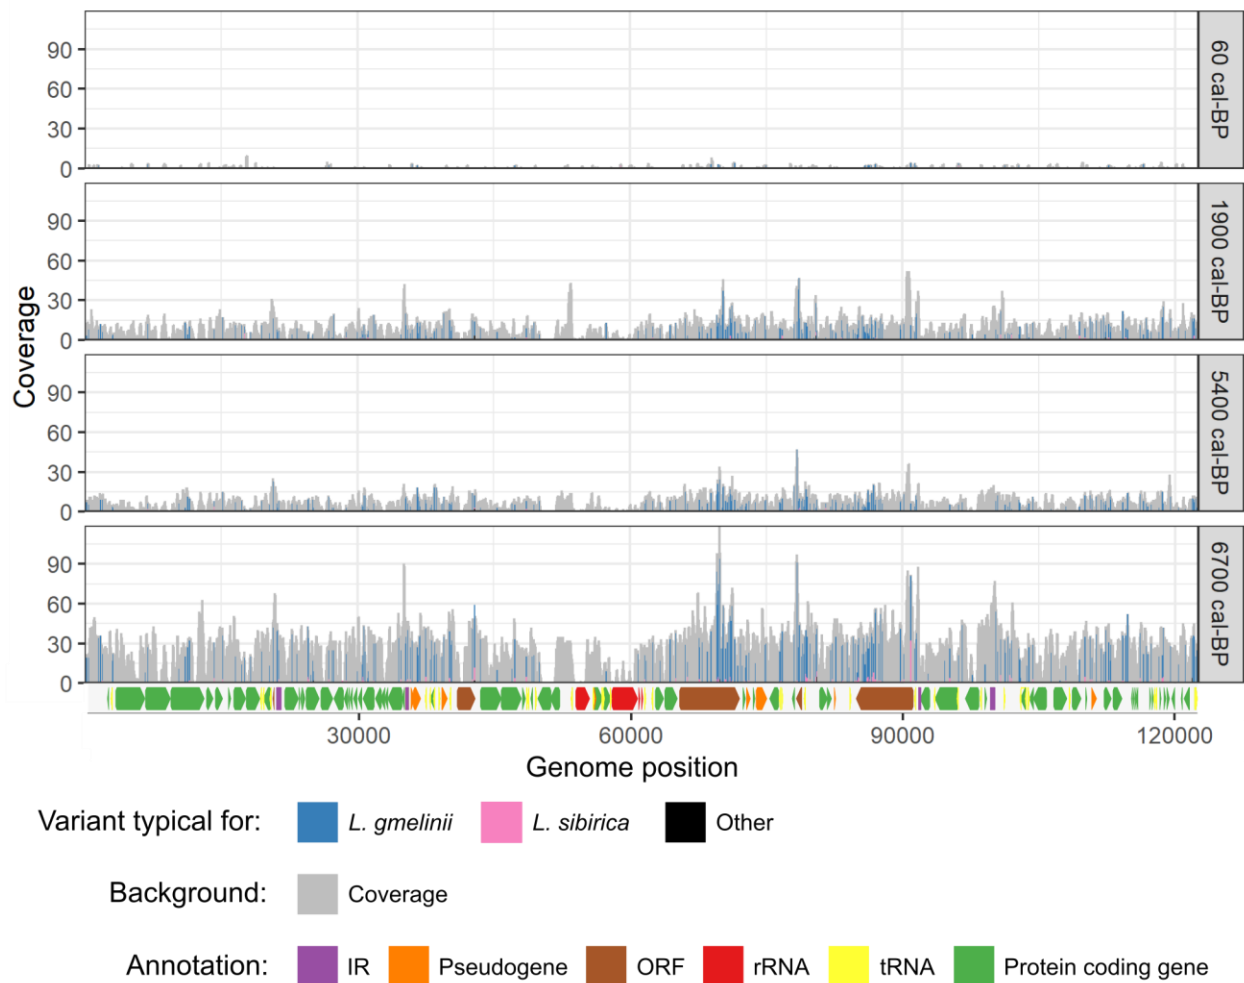 90
60
30
0
60 cal-BP
90
60
30
0
1900 cal-BP
Coverage
90
60
30
0
5400 cal-BP
90
60
30
0
6700 cal-BP
30000 60000 90000 120000
Genome position
Variant typical for: L. gmelinii L. sibirica Other
Background: Coverage
Annotation: IR Pseudogene ORF rRNA tRNA Protein coding gene